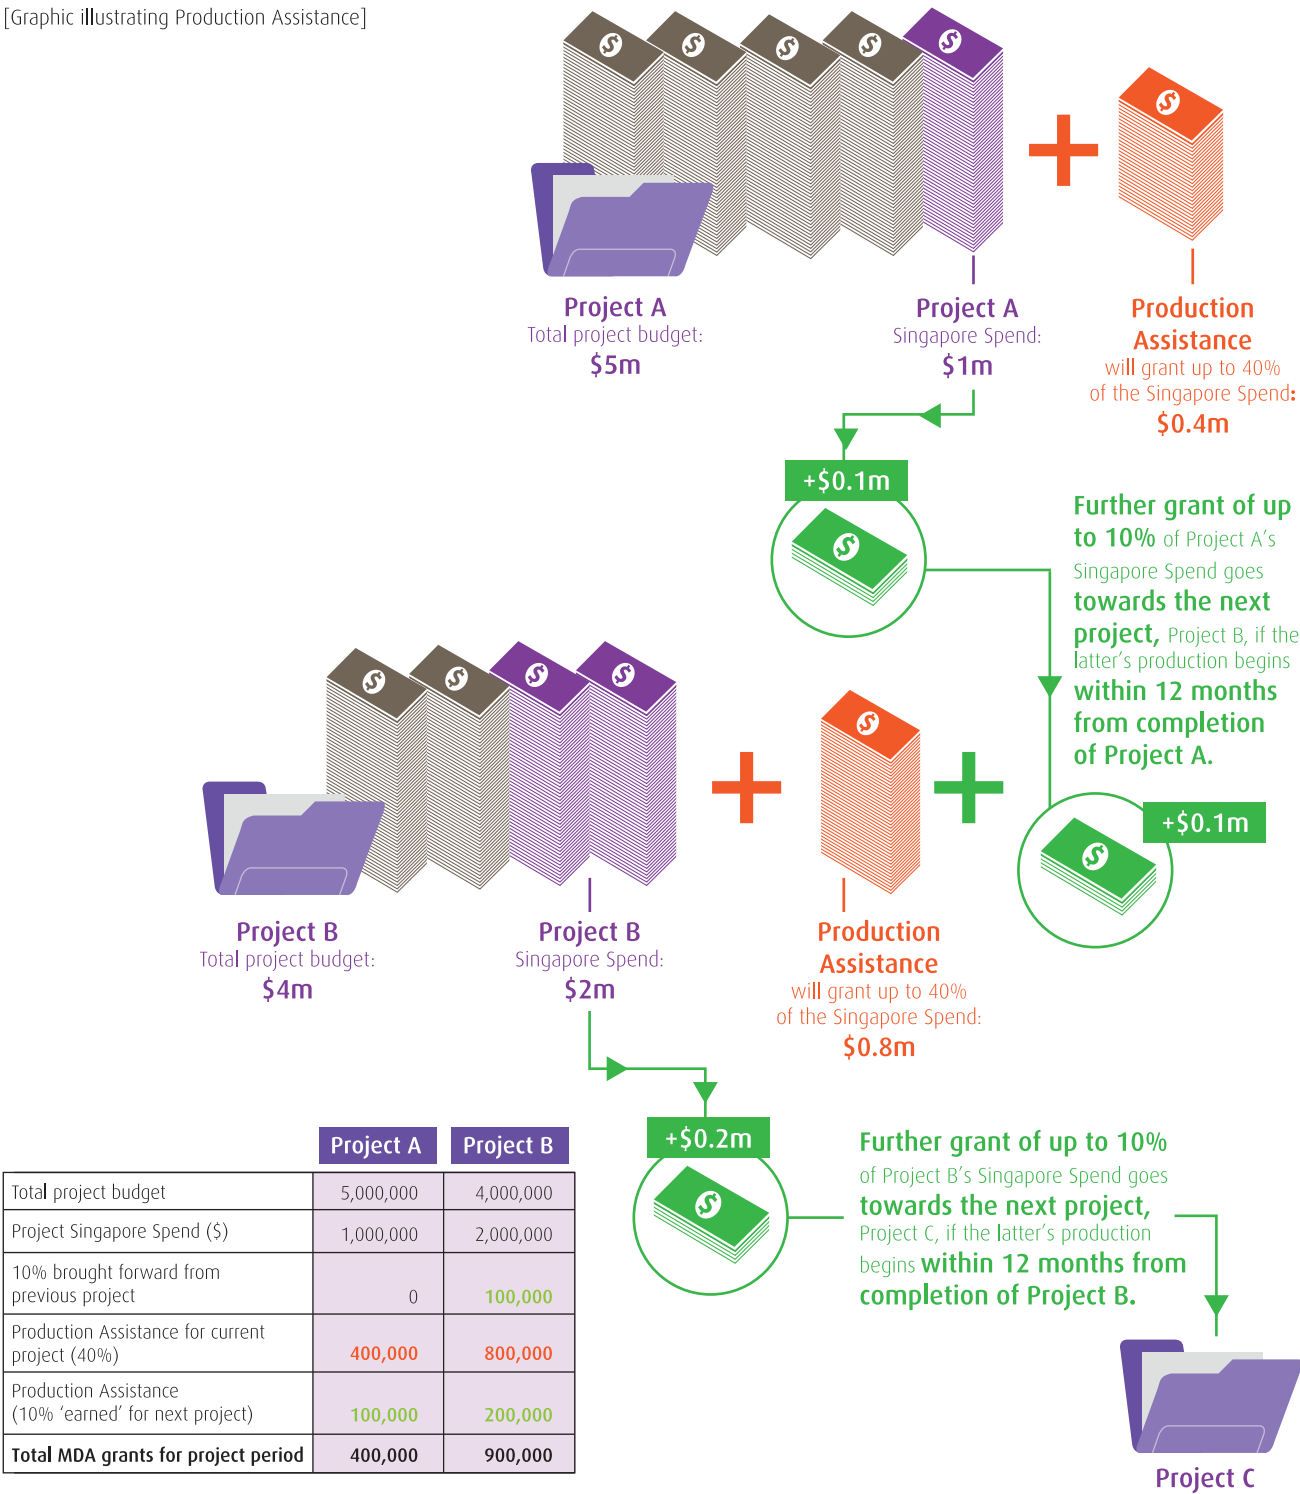 [Graphic illustrating Production Assistance]
$
$
$
$
$
$
Project A
Total project budget:
$5m
Project A
Singapore Spend:
$1m
Production
Assistance
will grant up to 40%
of the Singapore Spend:
$0.4m
+$0.1m
$
Further grant of up
to 10% of Project A's
Singapore Spend goes
towards the next
project, Project B, if the
latter's production begins
within 12 months
from completion
of Project A.
$
$
$
$
$
+$0.1m
$
Project B
Total project budget:
$4m
Project B
Singapore Spend:
$2m
Production
Assistance
will grant up to 40%
of the Singapore Spend:
$0.8m
+$0.2m
$
Further grant of up to 10%
of Project B's Singapore Spend goes
towards the next project,
Project C, if the latter's production
begins within 12 months from
completion of Project B.
Project C
Project A Project B
Total project budget 5,000,000 4,000,000
Project Singapore Spend ($) 1,000,000 2,000,000
10% brought forward from
previous project 0 100,000
Production Assistance for current
project (40%) 400,000 800,000
Production Assistance
(10% 'earned' for next project) 100,000 200,000
Total MDA grants for project period 400,000 900,000